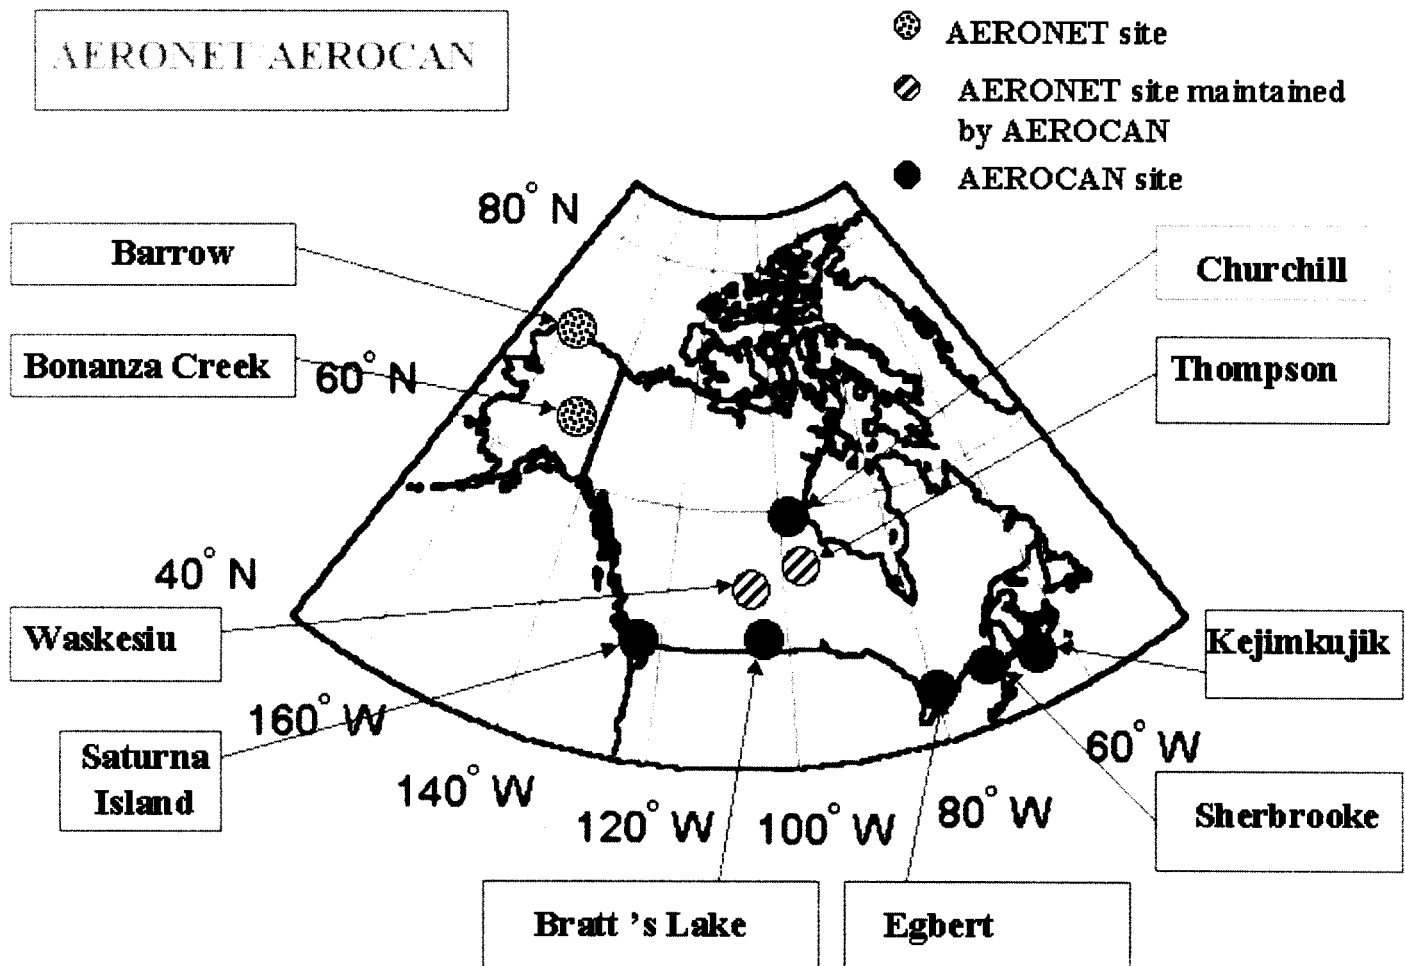 AERONET AEROCAN
AERONET site
AERONET site maintained
by AEROCAN
AEROCAN site
80° N
Barrow
Churchill
Bonanza Creek
60° N
Thompson
40° N
Waskesiu
Kejimkujik
160° W
Saturna
Island
60° W
140° W
120° W
100° W
80° W
Sherbrooke
Bratt 's Lake
Egbert